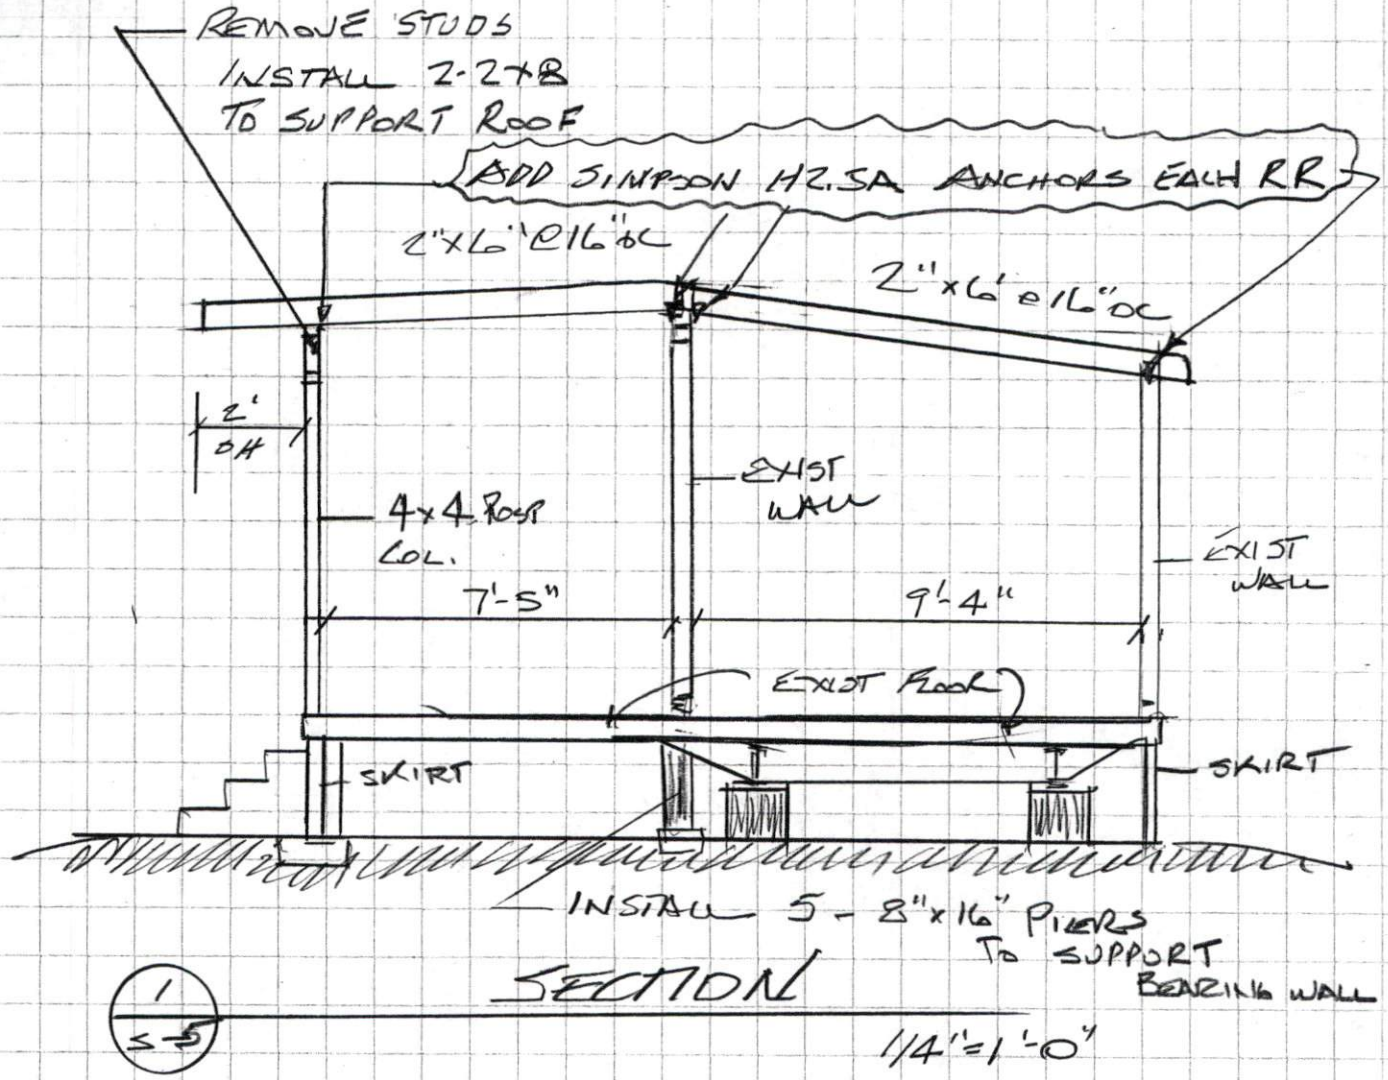 REMOVE STUDS
INSTALL 2-2x8
TO SUPPORT ROOF
ADD SIMPSON H2.5A ANCHORS EACH RR
2"x6" @ 16" OC
2"x6 @ 16" OC
2'
OH
4x4 POST
COL.
EXIST
WALL
EXIST
WALL
7'-5"
9'-4"
EXIST FLOOR
SKIRT
SKIRT
INSTALL 5 - 8"x16" PIERS
TO SUPPORT
BEARING WALL
SECTION
1
S-5
1/4"=1'-0"